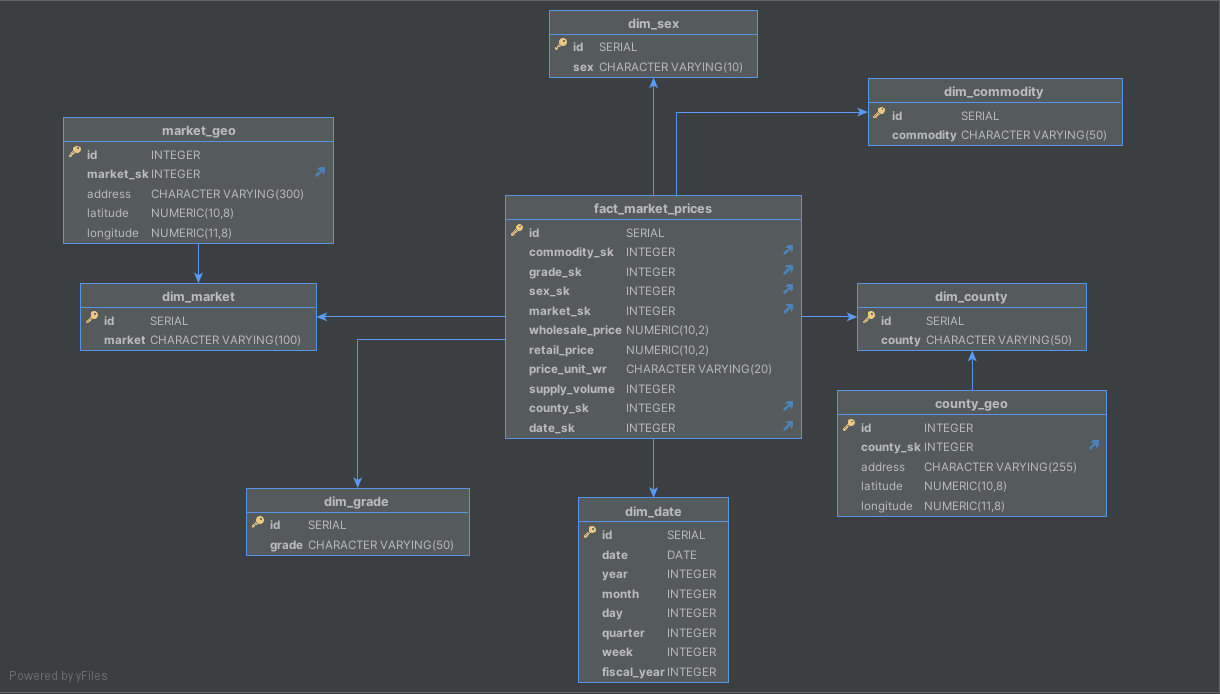 dim_sex
id SERIAL
sex CHARACTER VARYING(10)
dim_commodity
id SERIAL
commodity CHARACTER VARYING(50)
market_geo
id INTEGER
market_sk INTEGER
address CHARACTER VARYING(300)
latitude NUMERIC(10,8)
longitude NUMERIC(11,8)
fact_market_prices
id SERIAL
commodity_sk INTEGER
grade_sk INTEGER
sex_sk INTEGER
market_sk INTEGER
wholesale_price NUMERIC(10,2)
retail_price NUMERIC(10,2)
price_unit_wr CHARACTER VARYING(20)
supply_volume INTEGER
county_sk INTEGER
date_sk INTEGER
dim_market
id SERIAL
market CHARACTER VARYING(100)
dim_county
id SERIAL
county CHARACTER VARYING(50)
county_geo
id INTEGER
county_sk INTEGER
address CHARACTER VARYING(255)
latitude NUMERIC(10,8)
longitude NUMERIC(11,8)
dim_grade
id SERIAL
grade CHARACTER VARYING(50)
dim_date
id SERIAL
date DATE
year INTEGER
month INTEGER
day INTEGER
quarter INTEGER
week INTEGER
fiscal_year INTEGER
Powered by yFiles